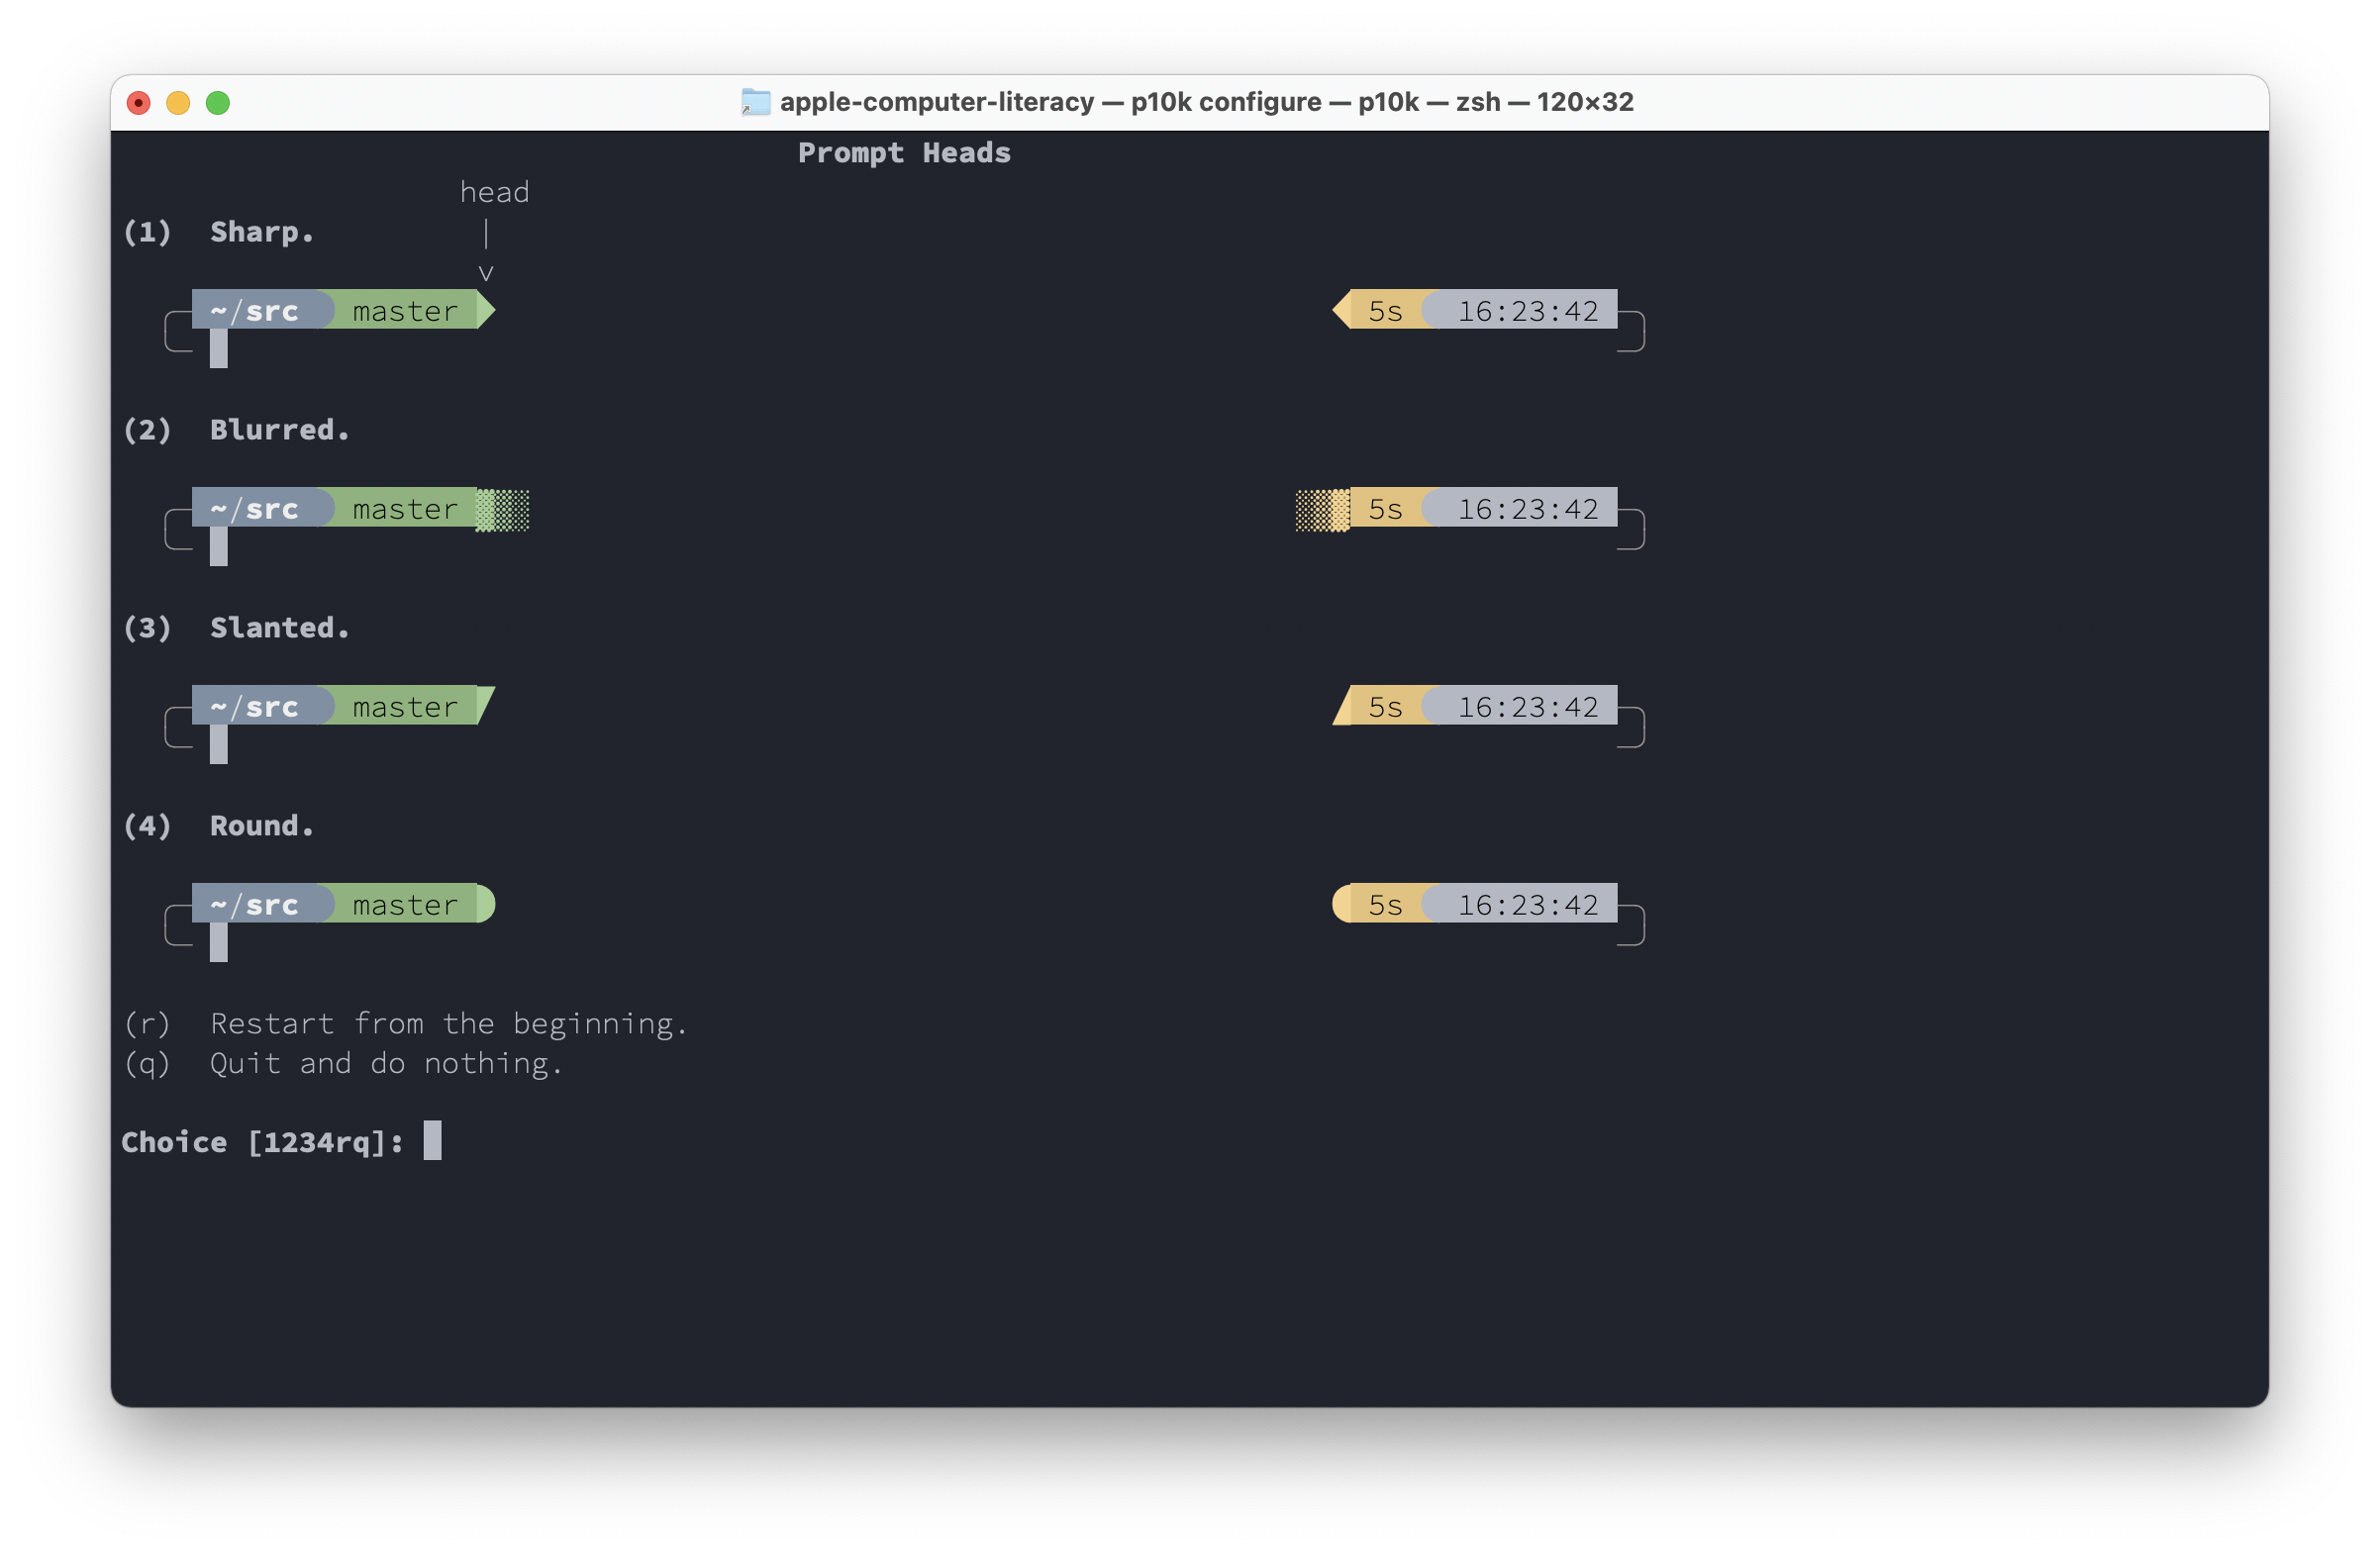 apple-computer-literacy — p10k configure — p10k — zsh — 120×32
Prompt Heads
head
(1) Sharp. |
v
~/src master 5s 16:23:42
(2) Blurred.
~/src master 5s 16:23:42
(3) Slanted.
~/src master 5s 16:23:42
(4) Round.
~/src master 5s 16:23:42
(r) Restart from the beginning.
(q) Quit and do nothing.
Choice [1234rq]: